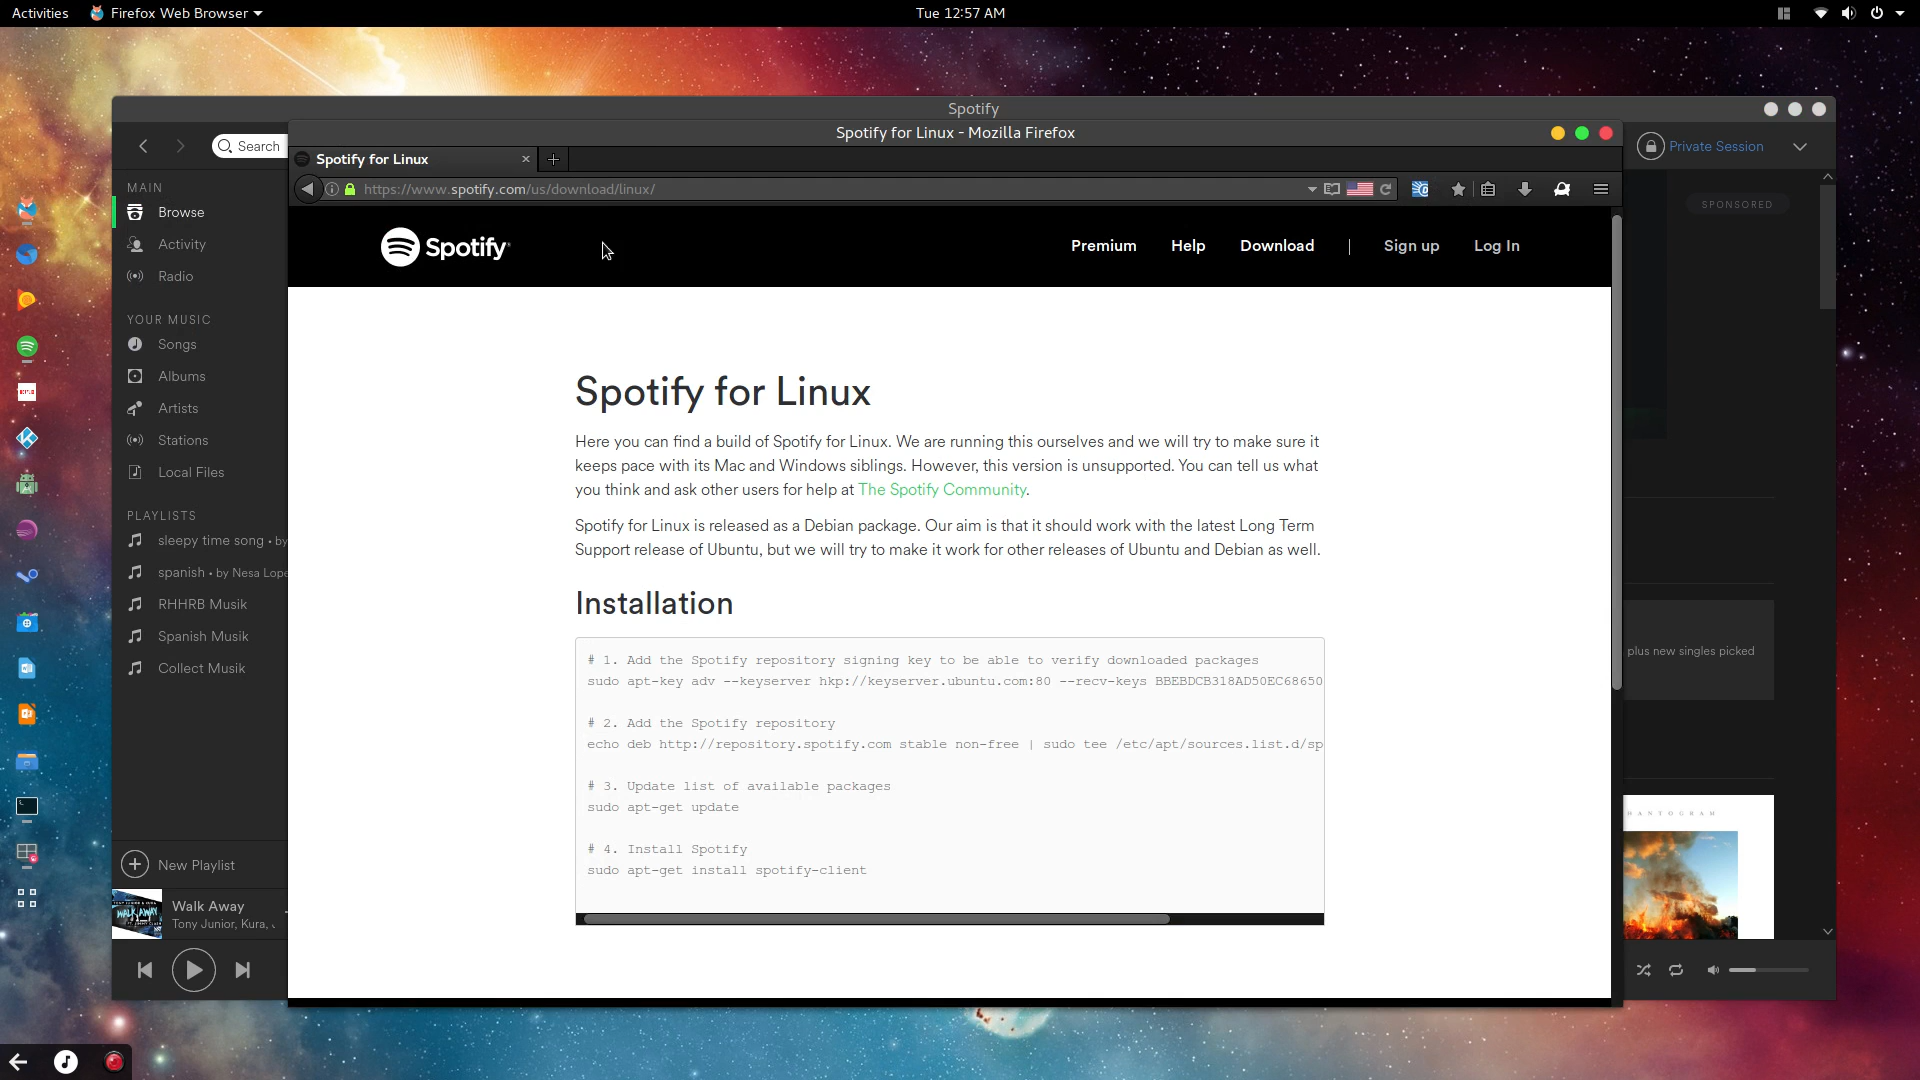 Activities
Firefox Web Browser
Tue 12:57 AM
Spotify
Spotify for Linux - Mozilla Firefox
Search
Private Session
Spotify for Linux
https://www.spotify.com/us/download/linux/
MAIN
Browse
Activity
Radio
YOUR MUSIC
Songs
Albums
Artists
Stations
Local Files
PLAYLISTS
sleepy time song • by
spanish • by Nesa Lope
RHHRB Musik
Spanish Musik
Collect Musik
New Playlist
WALK AWAY
Walk Away
Tony Junior, Kura,
Spotify
Premium
Help
Download
|
Sign up
Log In
Spotify for Linux
Here you can find a build of Spotify for Linux. We are running this ourselves and we will try to make sure it
keeps pace with its Mac and Windows siblings. However, this version is unsupported. You can tell us what
you think and ask other users for help at The Spotify Community.
Spotify for Linux is released as a Debian package. Our aim is that it should work with the latest Long Term
Support release of Ubuntu, but we will try to make it work for other releases of Ubuntu and Debian as well.
Installation
# 1. Add the Spotify repository signing key to be able to verify downloaded packages
sudo apt-key adv --keyserver hkp://keyserver.ubuntu.com:80 --recv-keys BBEBDCB318AD50EC68650
# 2. Add the Spotify repository
echo deb http://repository.spotify.com stable non-free | sudo tee /etc/apt/sources.list.d/sp
# 3. Update list of available packages
sudo apt-get update
# 4. Install Spotify
sudo apt-get install spotify-client
SPONSORED
plus new singles picked
HANTOGRAM